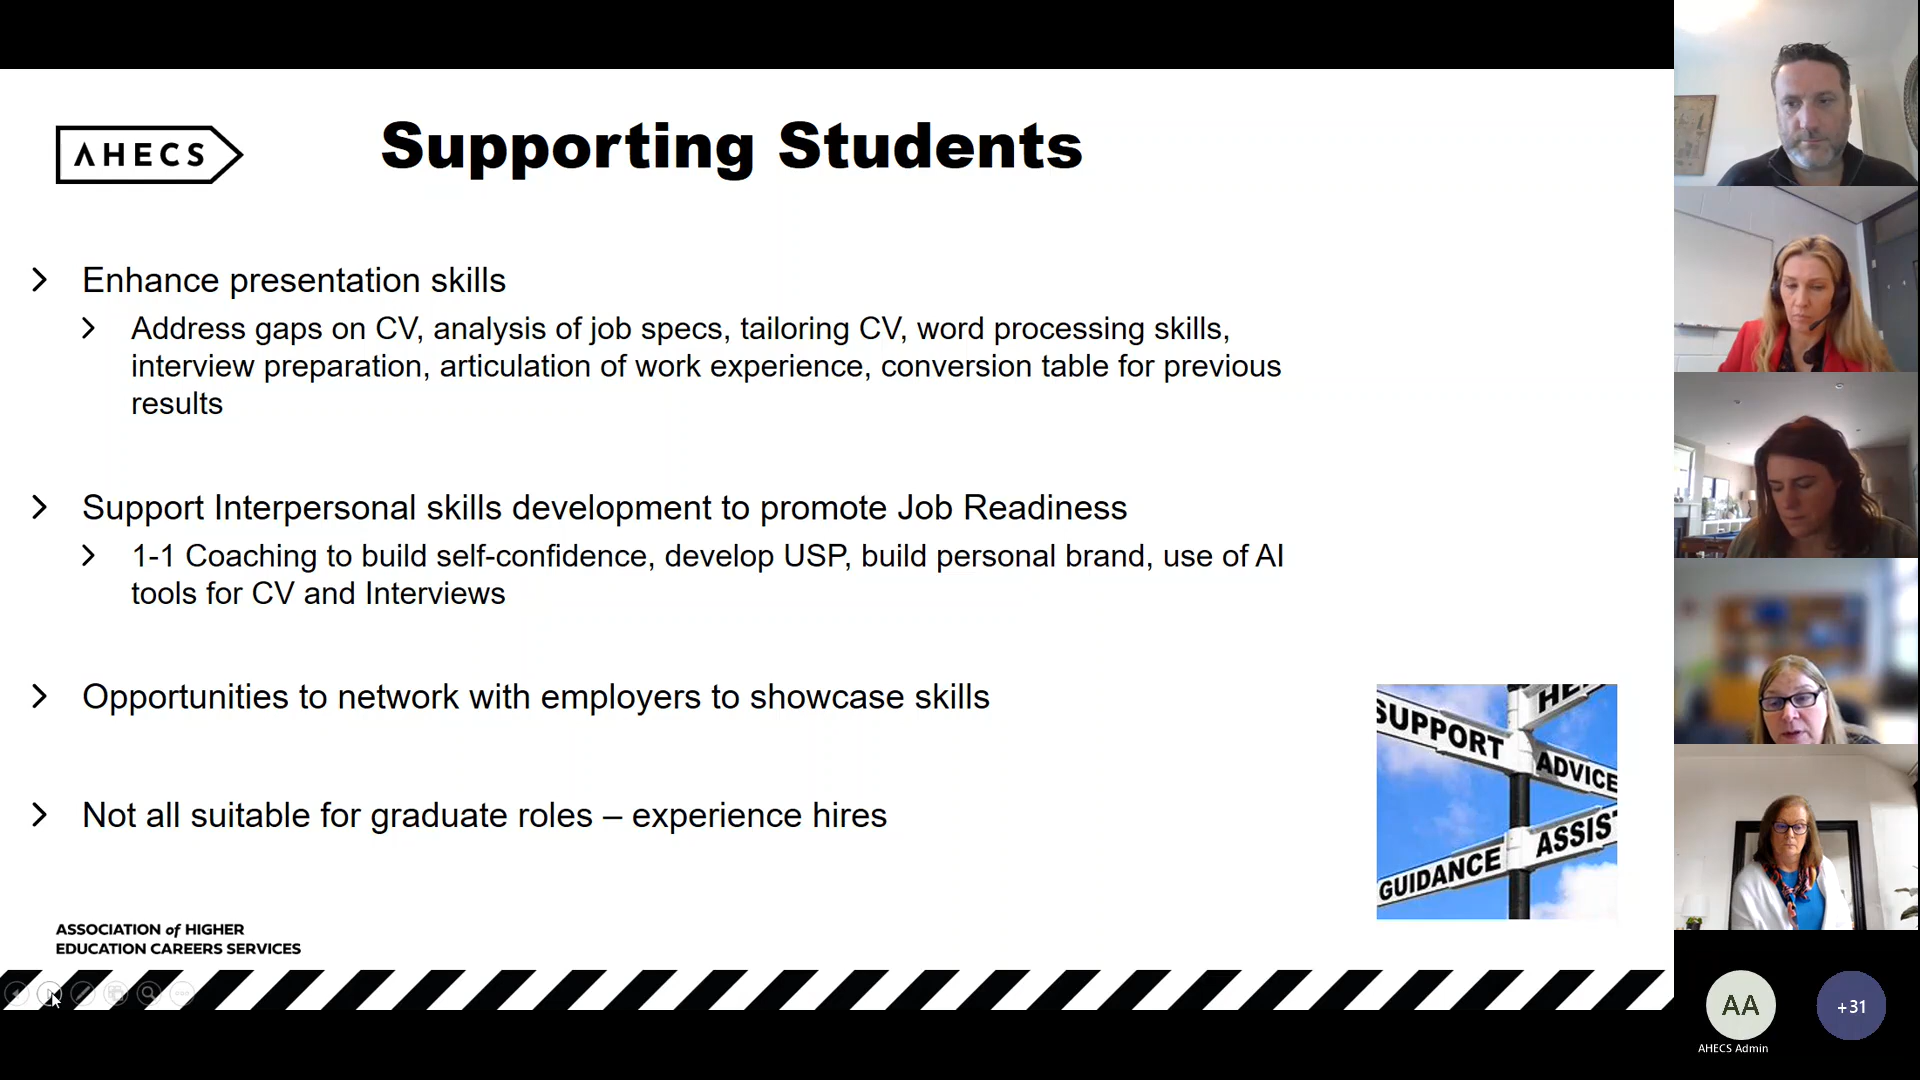 AHECS
Supporting Students
Enhance presentation skills
Address gaps on CV, analysis of job specs, tailoring CV, word processing skills,
interview preparation, articulation of work experience, conversion table for previous
results
Support Interpersonal skills development to promote Job Readiness
1-1 Coaching to build self-confidence, develop USP, build personal brand, use of AI
tools for CV and Interviews
Opportunities to network with employers to showcase skills
Not all suitable for graduate roles – experience hires
HEL
SUPPORT
ADVICE
ASSIST
GUIDANCE
ASSOCIATION of HIGHER
EDUCATION CAREERS SERVICES
AA
+31
AHECS Admin